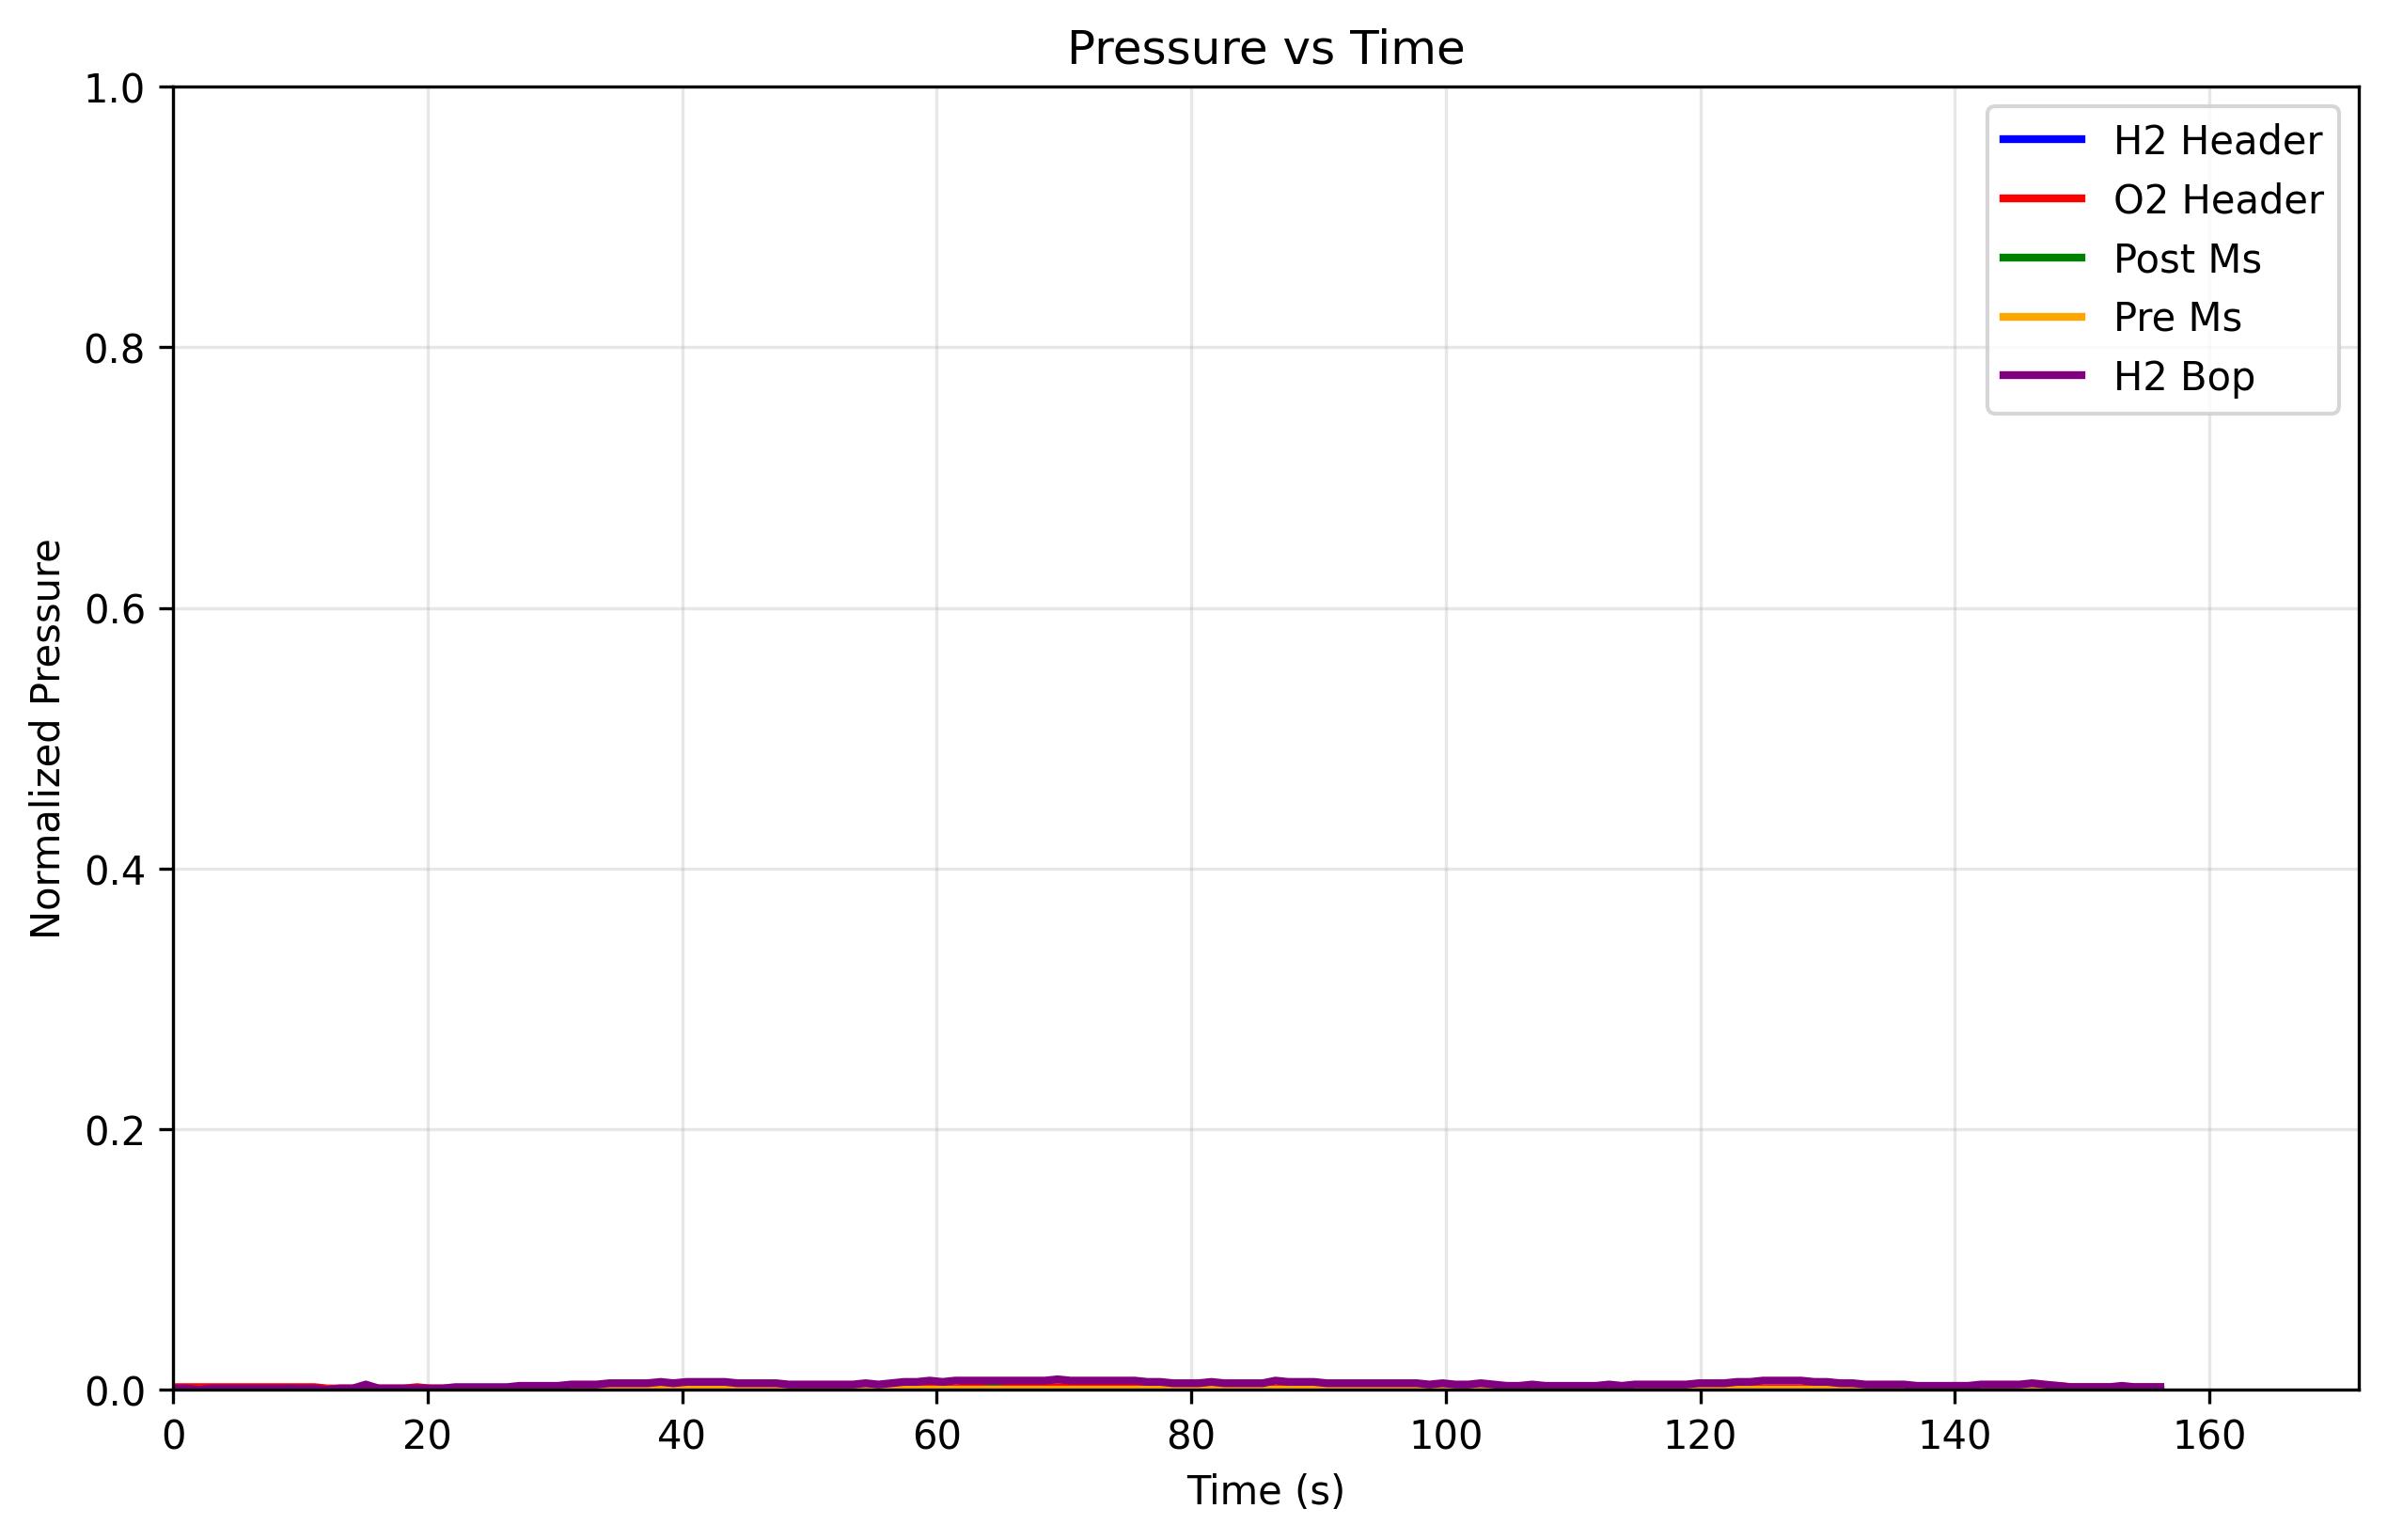 Pressure vs Time
1.0
0.8
0.6
0.4
0.2
0.0
Normalized Pressure
H2 Header
O2 Header
Post Ms
Pre Ms
H2 Bop
0 20 40 60 80 100 120 140 160
Time (s)